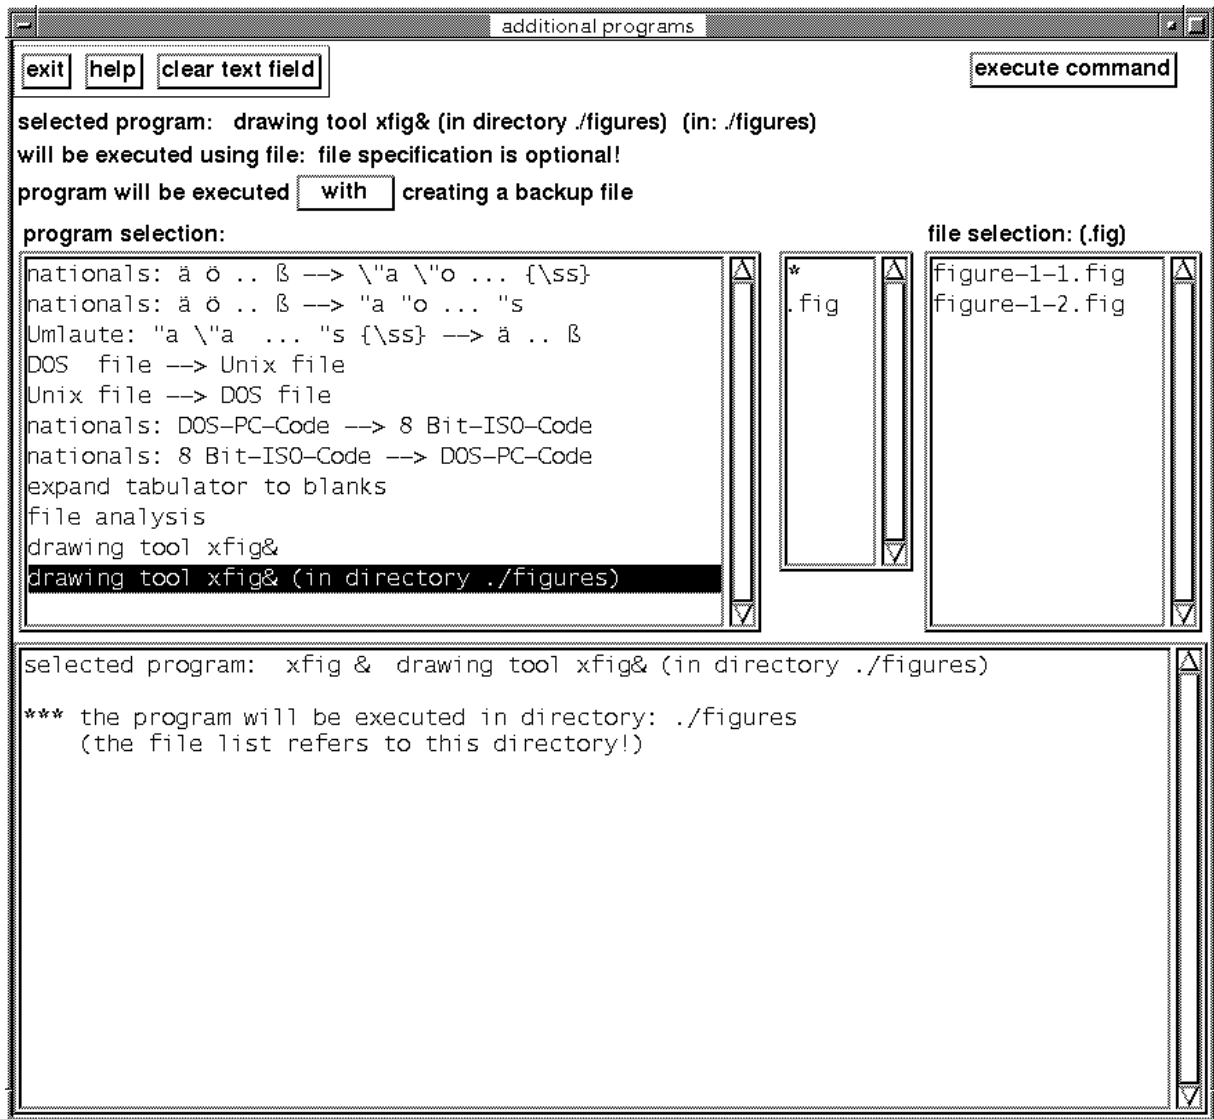 additional programs
exit help clear text field execute command
selected program: drawing tool xfig& (in directory ./figures) (in: ./figures)
will be executed using file: file specification is optional!
program will be executed with creating a backup file
program selection:
file selection: (.fig)
nationals: ä ö .. ß --> \"a \"o ... {\ss}
nationals: ä ö .. ß --> "a "o ... "s
Umlaute: "a \"a ... "s {\ss} --> ä .. ß
DOS file --> Unix file
Unix file --> DOS file
nationals: DOS-PC-Code --> 8 Bit-ISO-Code
nationals: 8 Bit-ISO-Code --> DOS-PC-Code
expand tabulator to blanks
file analysis
drawing tool xfig&
drawing tool xfig& (in directory ./figures)
*
.fig
figure-1-1.fig
figure-1-2.fig
selected program: xfig & drawing tool xfig& (in directory ./figures)
*** the program will be executed in directory: ./figures
(the file list refers to this directory!)